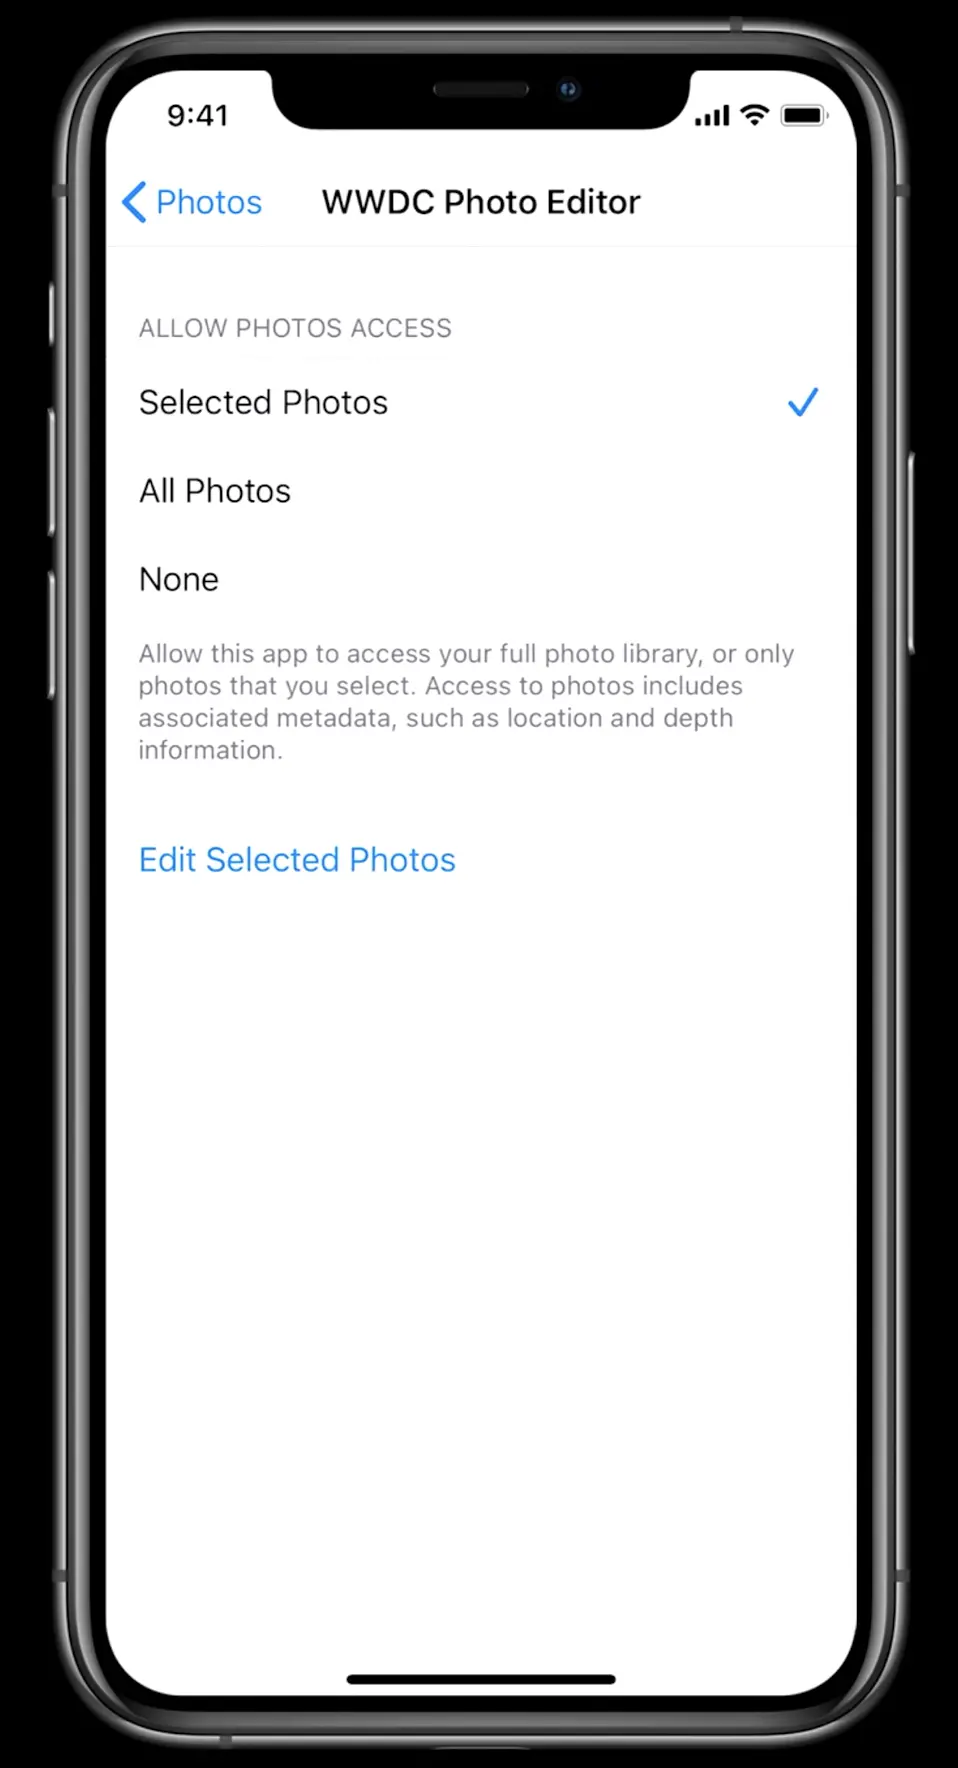 9:41
Photos
WWDC Photo Editor
ALLOW PHOTOS ACCESS
Selected Photos
All Photos
None
Allow this app to access your full photo library, or only
photos that you select. Access to photos includes
associated metadata, such as location and depth
information.
Edit Selected Photos